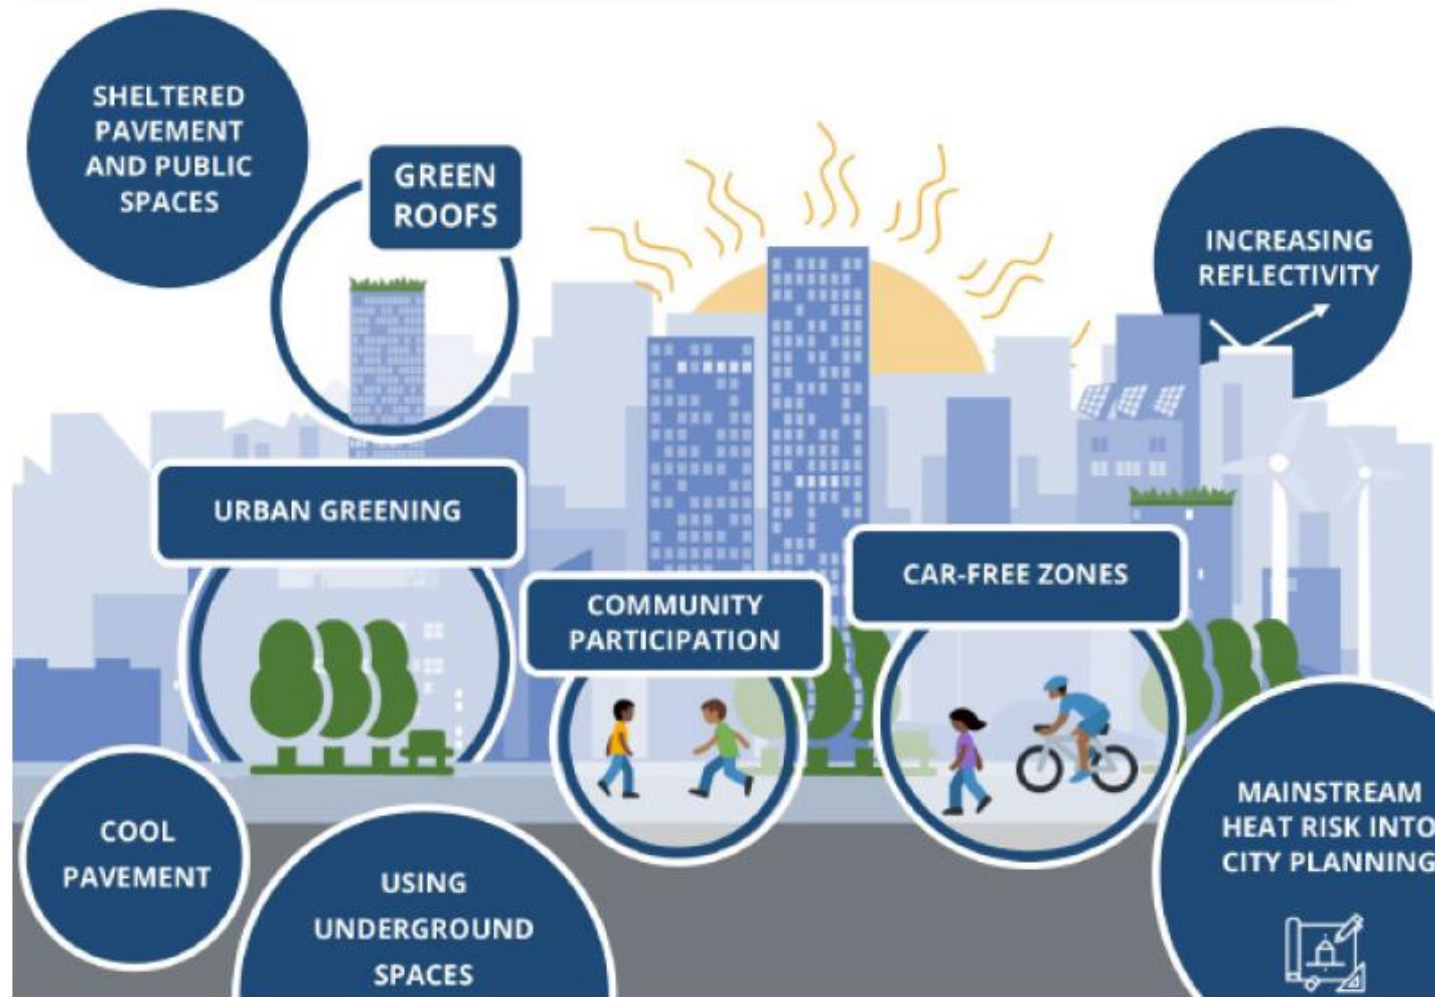 SHELTERED
PAVEMENT
AND PUBLIC
SPACES
GREEN
ROOFS
INCREASING
REFLECTIVITY
URBAN GREENING
COMMUNITY
PARTICIPATION
CAR-FREE ZONES
COOL
PAVEMENT
USING
UNDERGROUND
SPACES
MAINSTREAM
HEAT RISK INTO
CITY PLANNING